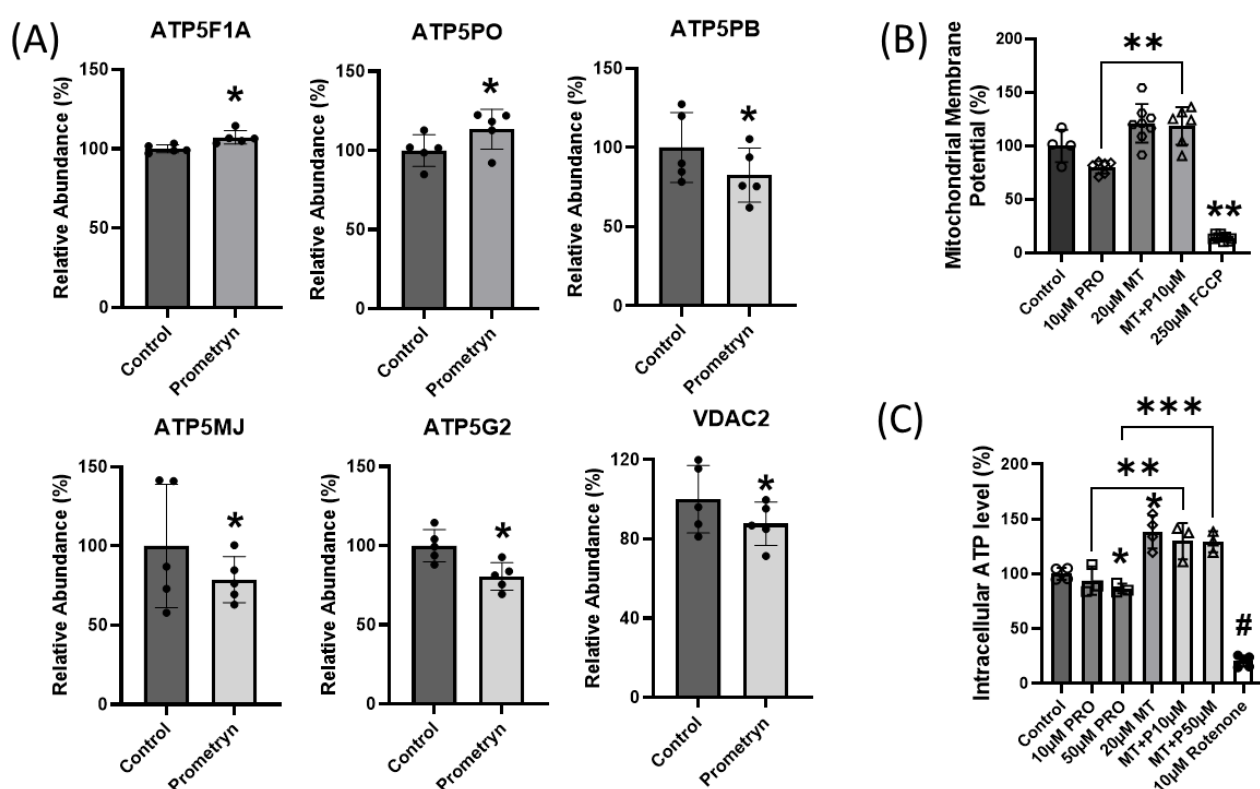 (A)
ATP5F1A
Relative Abundance (%)
150
100
50
0
Control
Prometryn
*
ATP5PO
Relative Abundance (%)
150
100
50
0
Control
Prometryn
*
ATP5PB
Relative Abundance (%)
150
100
50
0
Control
Prometryn
*
ATP5MJ
Relative Abundance (%)
150
100
50
0
Control
Prometryn
*
ATP5G2
Relative Abundance (%)
150
100
50
0
Control
Prometryn
*
VDAC2
Relative Abundance (%)
120
80
40
0
Control
Prometryn
*
(B)
Mitochondrial Membrane
Potential (%)
200
150
100
50
0
**
**
Control
10μM PRO
20μM MT
MT+P10μM
250μM FCCP
(C)
Intracellular ATP level (%)
200
150
100
50
0
***
**
*
*
#
Control
10μM PRO
50μM PRO
20μM MT
MT+P10μM
MT+P50μM
10μM Rotenone